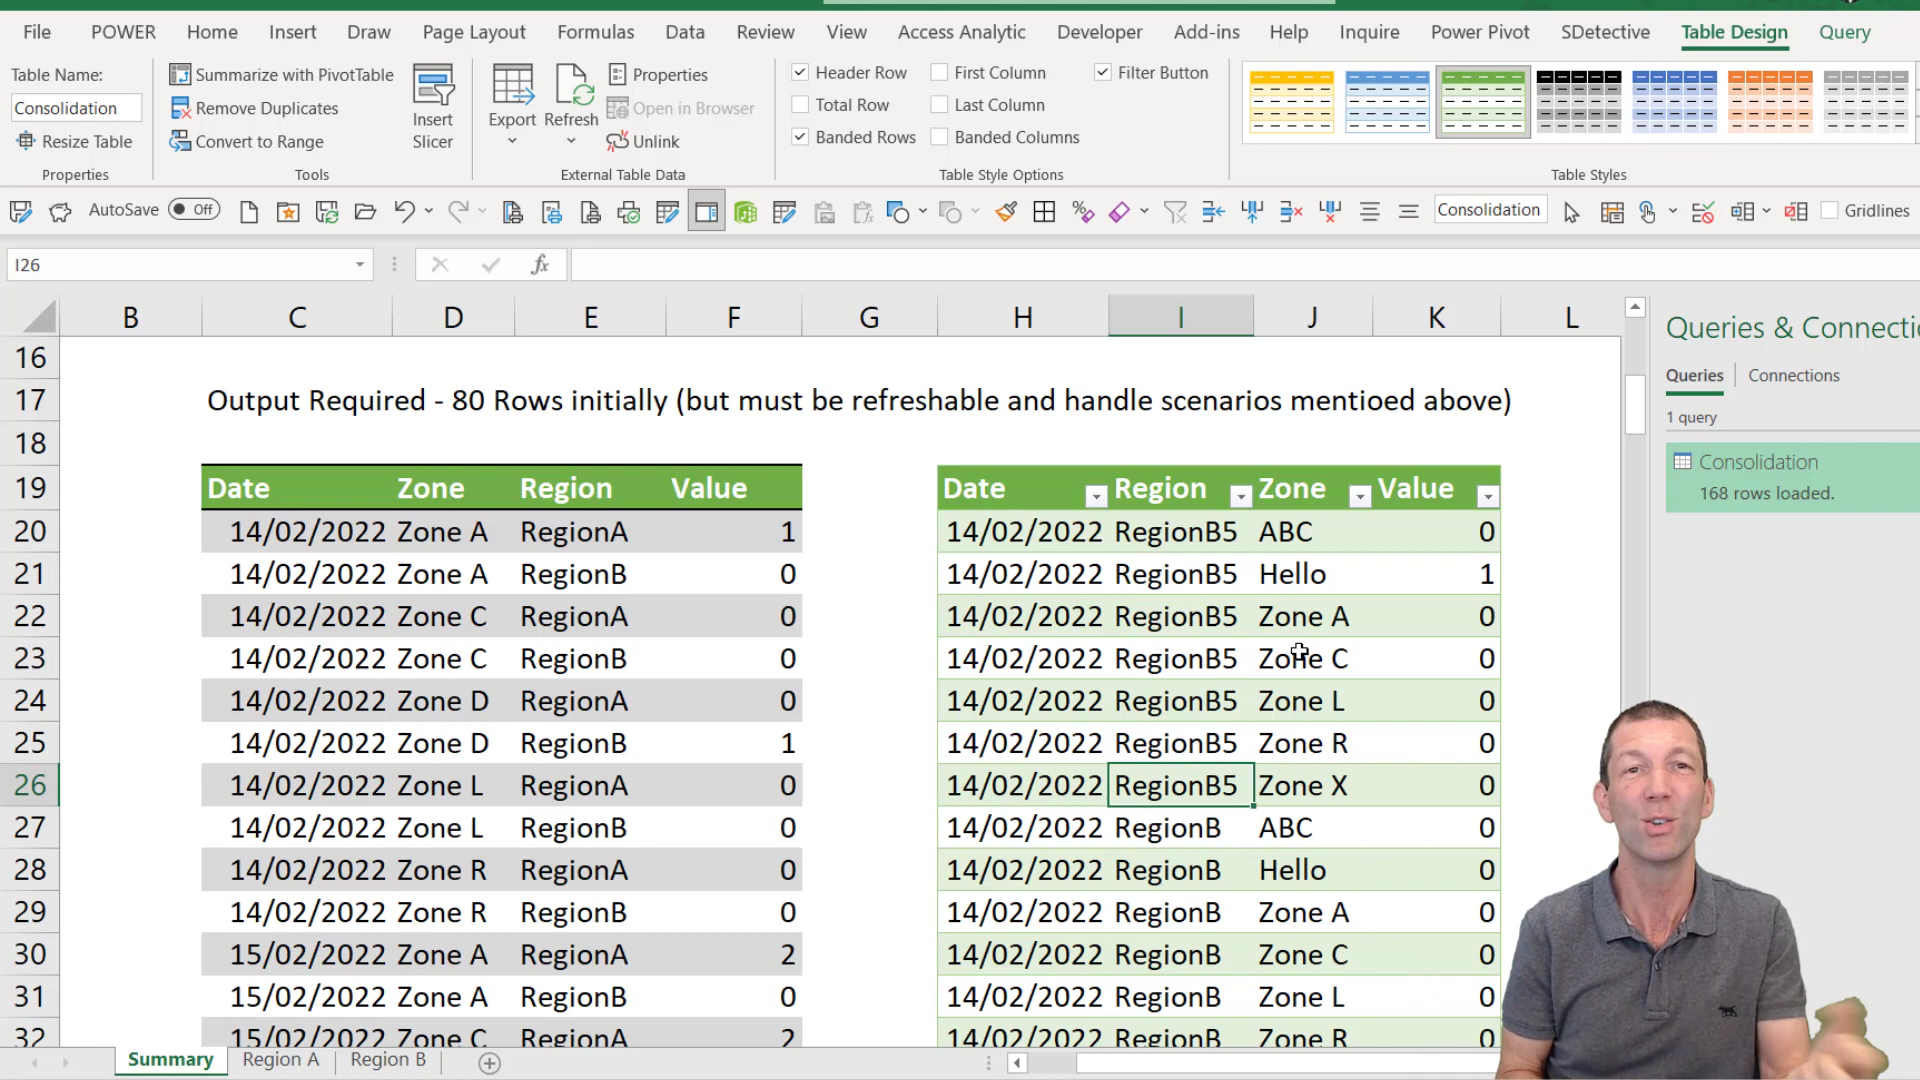 File POWER Home Insert Draw Page Layout Formulas Data Review View Access Analytic Developer Add-ins Help Inquire Power Pivot SDetective Table Design Query
Table Name:
Consolidation
Resize Table
Properties
Summarize with PivotTable
Remove Duplicates
Convert to Range
Tools
Insert
Slicer
Export
Refresh
Properties
Open in Browser
Unlink
External Table Data
Header Row First Column Filter Button
Total Row Last Column
Banded Rows Banded Columns
Table Style Options
Table Styles
AutoSave Off Consolidation Gridlines
I26 fx
B C D E F G H I J K L
16
17 Output Required - 80 Rows initially (but must be refreshable and handle scenarios mentioed above)
18
19 Date Zone Region Value Date Region Zone Value
20 14/02/2022 Zone A RegionA 1 14/02/2022 RegionB5 ABC 0
21 14/02/2022 Zone A RegionB 0 14/02/2022 RegionB5 Hello 1
22 14/02/2022 Zone C RegionA 0 14/02/2022 RegionB5 Zone A 0
23 14/02/2022 Zone C RegionB 0 14/02/2022 RegionB5 Zone C 0
24 14/02/2022 Zone D RegionA 0 14/02/2022 RegionB5 Zone L 0
25 14/02/2022 Zone D RegionB 1 14/02/2022 RegionB5 Zone R 0
26 14/02/2022 Zone L RegionA 0 14/02/2022 RegionB5 Zone X 0
27 14/02/2022 Zone L RegionB 0 14/02/2022 RegionB ABC 0
28 14/02/2022 Zone R RegionA 0 14/02/2022 RegionB Hello 0
29 14/02/2022 Zone R RegionB 0 14/02/2022 RegionB Zone A 0
30 15/02/2022 Zone A RegionA 2 14/02/2022 RegionB Zone C 0
31 15/02/2022 Zone A RegionB 0 14/02/2022 RegionB Zone L 0
32 15/02/2022 Zone C RegionA 2 14/02/2022 RegionB Zone R 0
Summary Region A Region B
Queries & Connecti
Queries Connections
1 query
Consolidation
168 rows loaded.